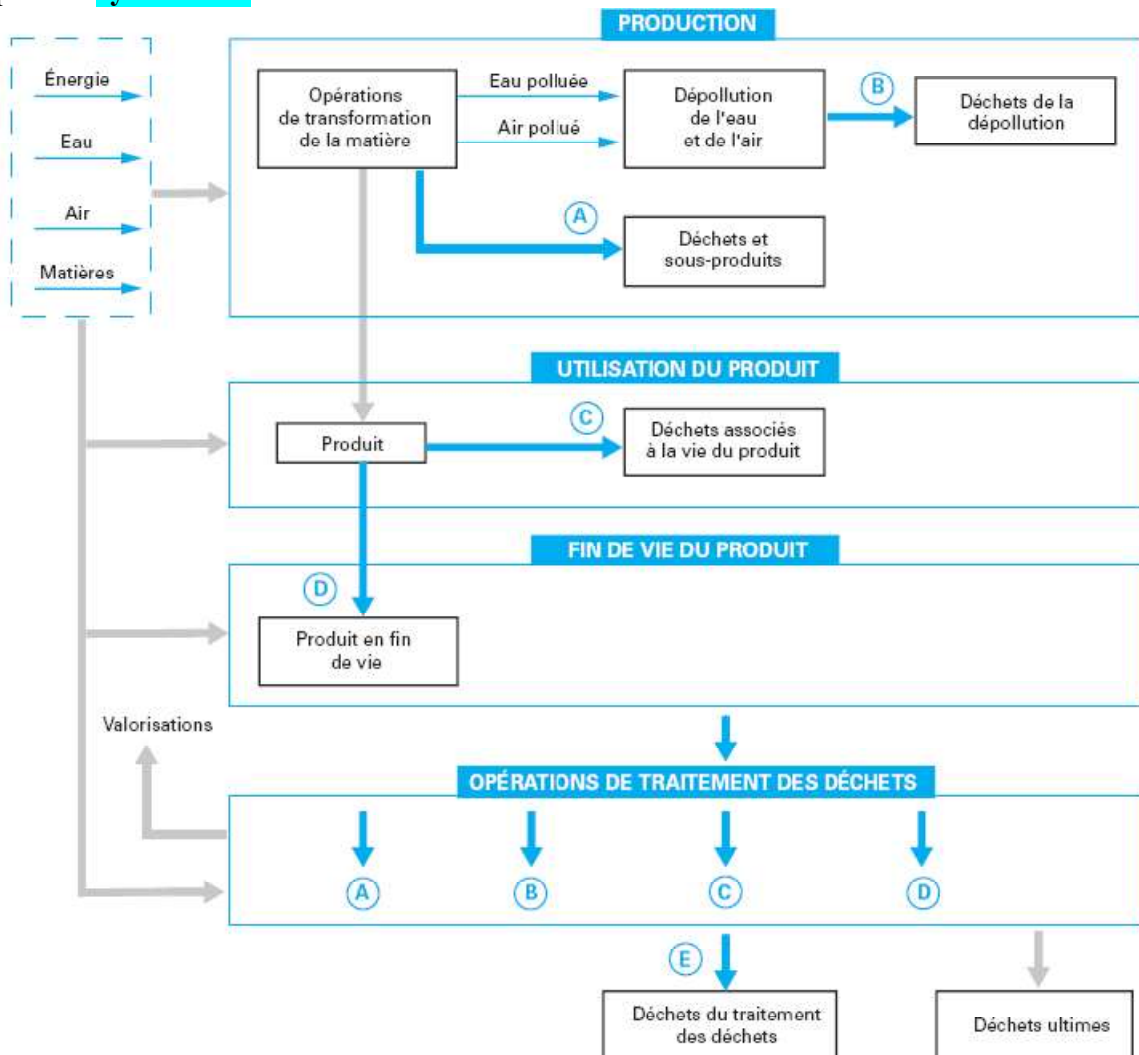 PRODUCTION
Énergie
Eau
Air
Matières
Opérations
de transformation
de la matière
Eau polluée
Air pollué
Dépollution
de l'eau
et de l'air
B
Déchets de la
dépollution
A
Déchets et
sous-produits
UTILISATION DU PRODUIT
Produit
C
Déchets associés
à la vie du produit
FIN DE VIE DU PRODUIT
D
Produit en fin
de vie
Valorisations
OPÉRATIONS DE TRAITEMENT DES DÉCHETS
A
B
C
D
E
Déchets du traitement
des déchets
Déchets ultimes